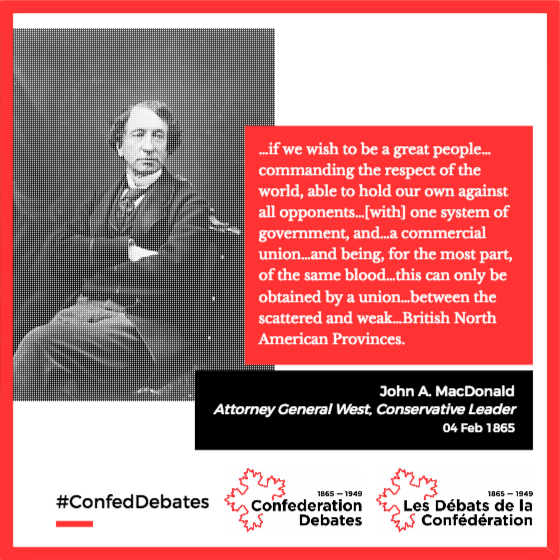 ...if we wish to be a great people...
commanding the respect of the
world, able to hold our own against
all opponents...[with] one system of
government, and...a commercial
union...and being, for the most part,
of the same blood...this can only be
obtained by a union...between the
scattered and weak...British North
American Provinces.
John A. MacDonald
Attorney General West, Conservative Leader
04 Feb 1865
#ConfedDebates
1865 — 1949
Confederation
Debates
1865 — 1949
Les Débats de la
Confédération